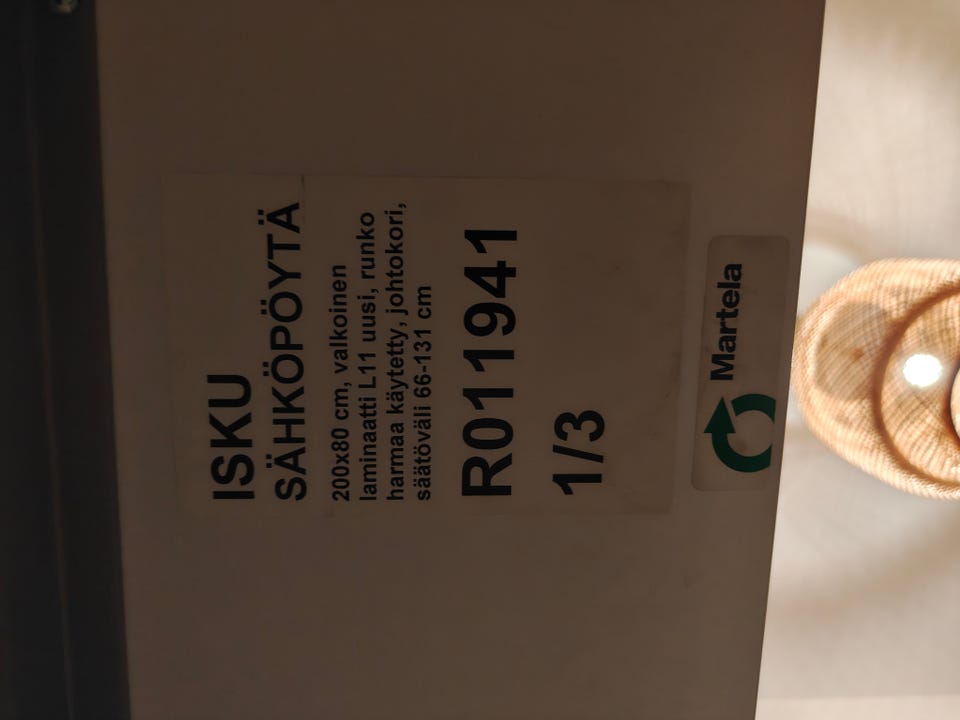 ISKU
SÄHKÖPÖYTÄ
200x80 cm, valkoinen
laminaatti L11 uusi, runko
harmaa käytetty, johtokori,
säätöväli 66-131 cm
R011941
1/3
Martela